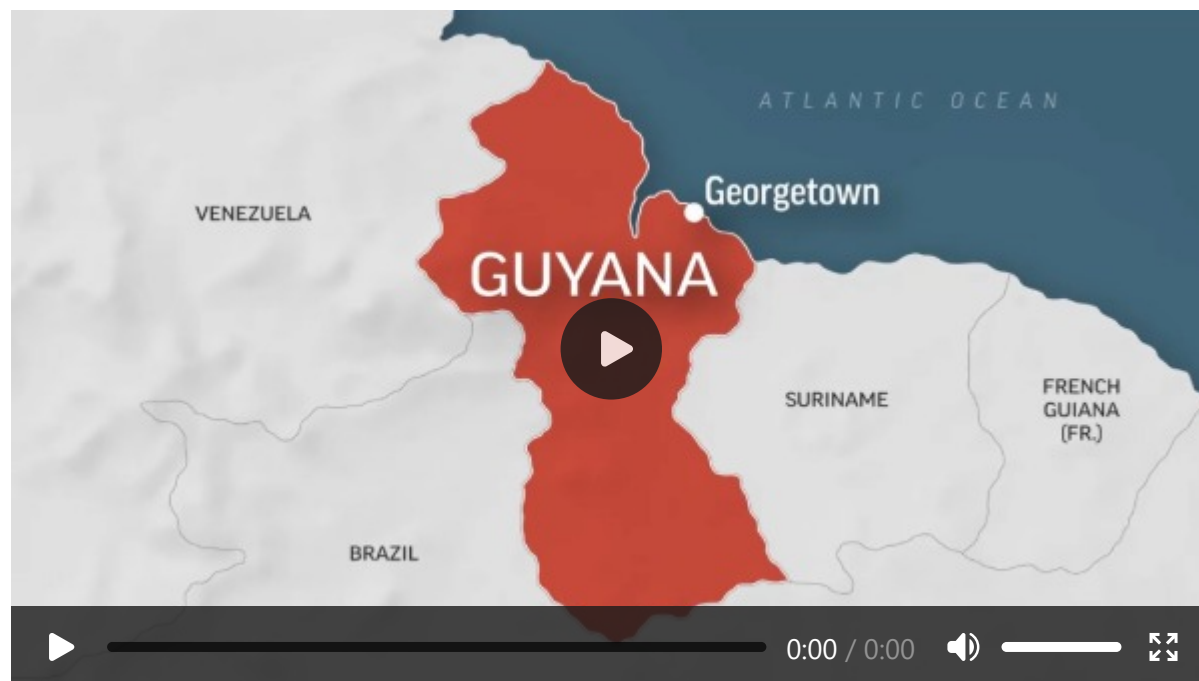 ATLANTIC OCEAN
Georgetown
VENEZUELA
GUYANA
SURINAME
FRENCH
GUIANA
(FR.)
BRAZIL
0:00 / 0:00